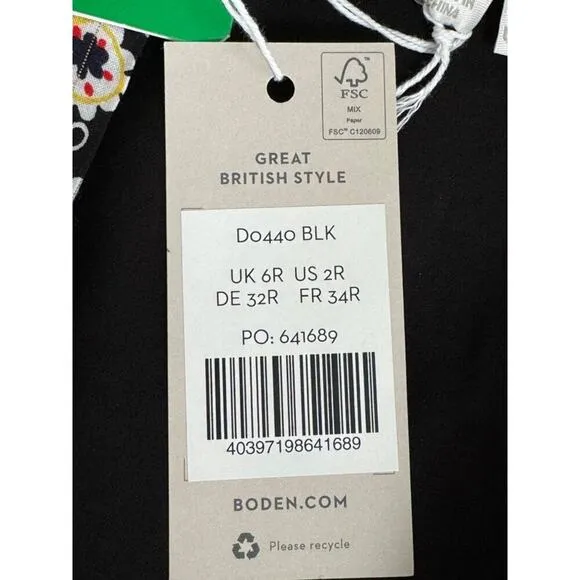 FSC™
MIX
Paper
FSC™ C120609
GREAT
BRITISH STYLE
D0440 BLK
UK 6R US 2R
DE 32R FR 34R
PO: 641689
40397198641689
BODEN.COM
Please recycle